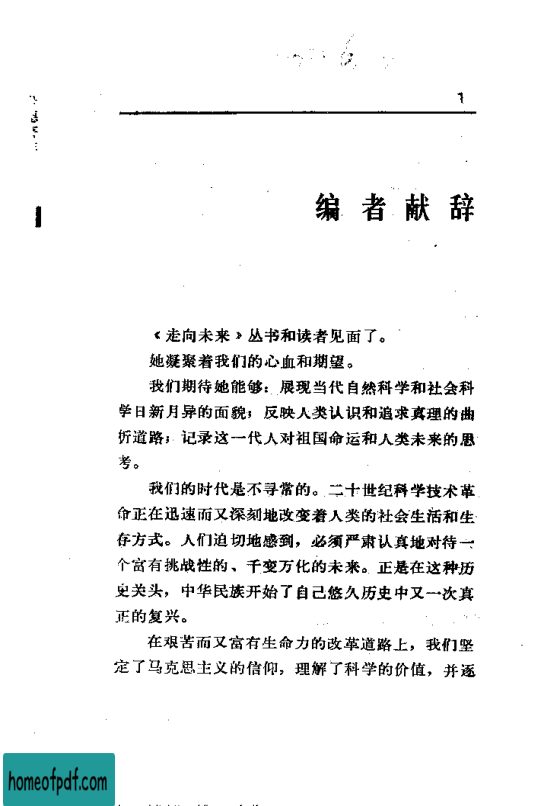 1
编者献辞
《走向未来》丛书和读者见面了。
她凝聚着我们的心血和期望。
我们期待她能够：展现当代自然科学和社会科
学日新月异的面貌；反映人类认识和追求真理的曲
折道路；记录这一代人对祖国命运和人类未来的思
考。
我们的时代是不寻常的。二十世纪科学技术革
命正在迅速而又深刻地改变着人类的社会生活和生
存方式。人们迫切地感到，必须严肃认真地对待一
个富有挑战性的、千变万化的未来。正是在这种历
史关头，中华民族开始了自己悠久历史中又一次真
正的复兴。
在艰苦而又富有生命力的改革道路上，我们坚
定了马克思主义的信仰，理解了科学的价值，并逐
homeofpdf.com